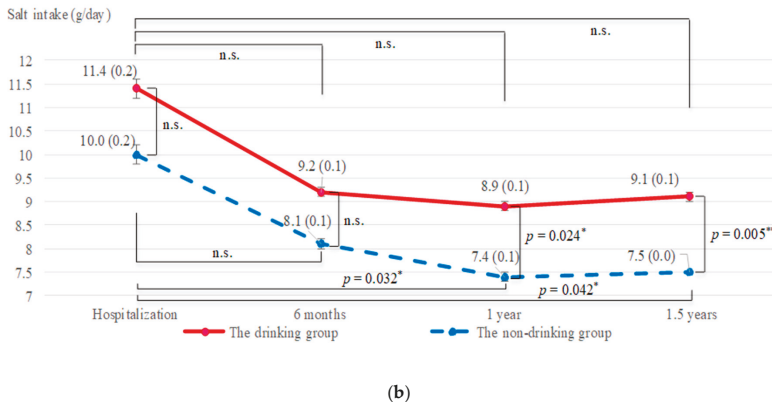 Salt intake (g/day)
n.s.
n.s.
n.s.
12
11.5
11
10.5
10
9.5
9
8.5
8
7.5
7
11.4 (0.2)
n.s.
10.0 (0.2)
9.2 (0.1)
8.9 (0.1)
9.1 (0.1)
8.1 (0.1)
n.s.
p = 0.024*
p = 0.005**
n.s.
7.4 (0.1)
7.5 (0.0)
p = 0.032*
p = 0.042*
Hospitalization 6 months 1 year 1.5 years
The drinking group The non-drinking group
(b)